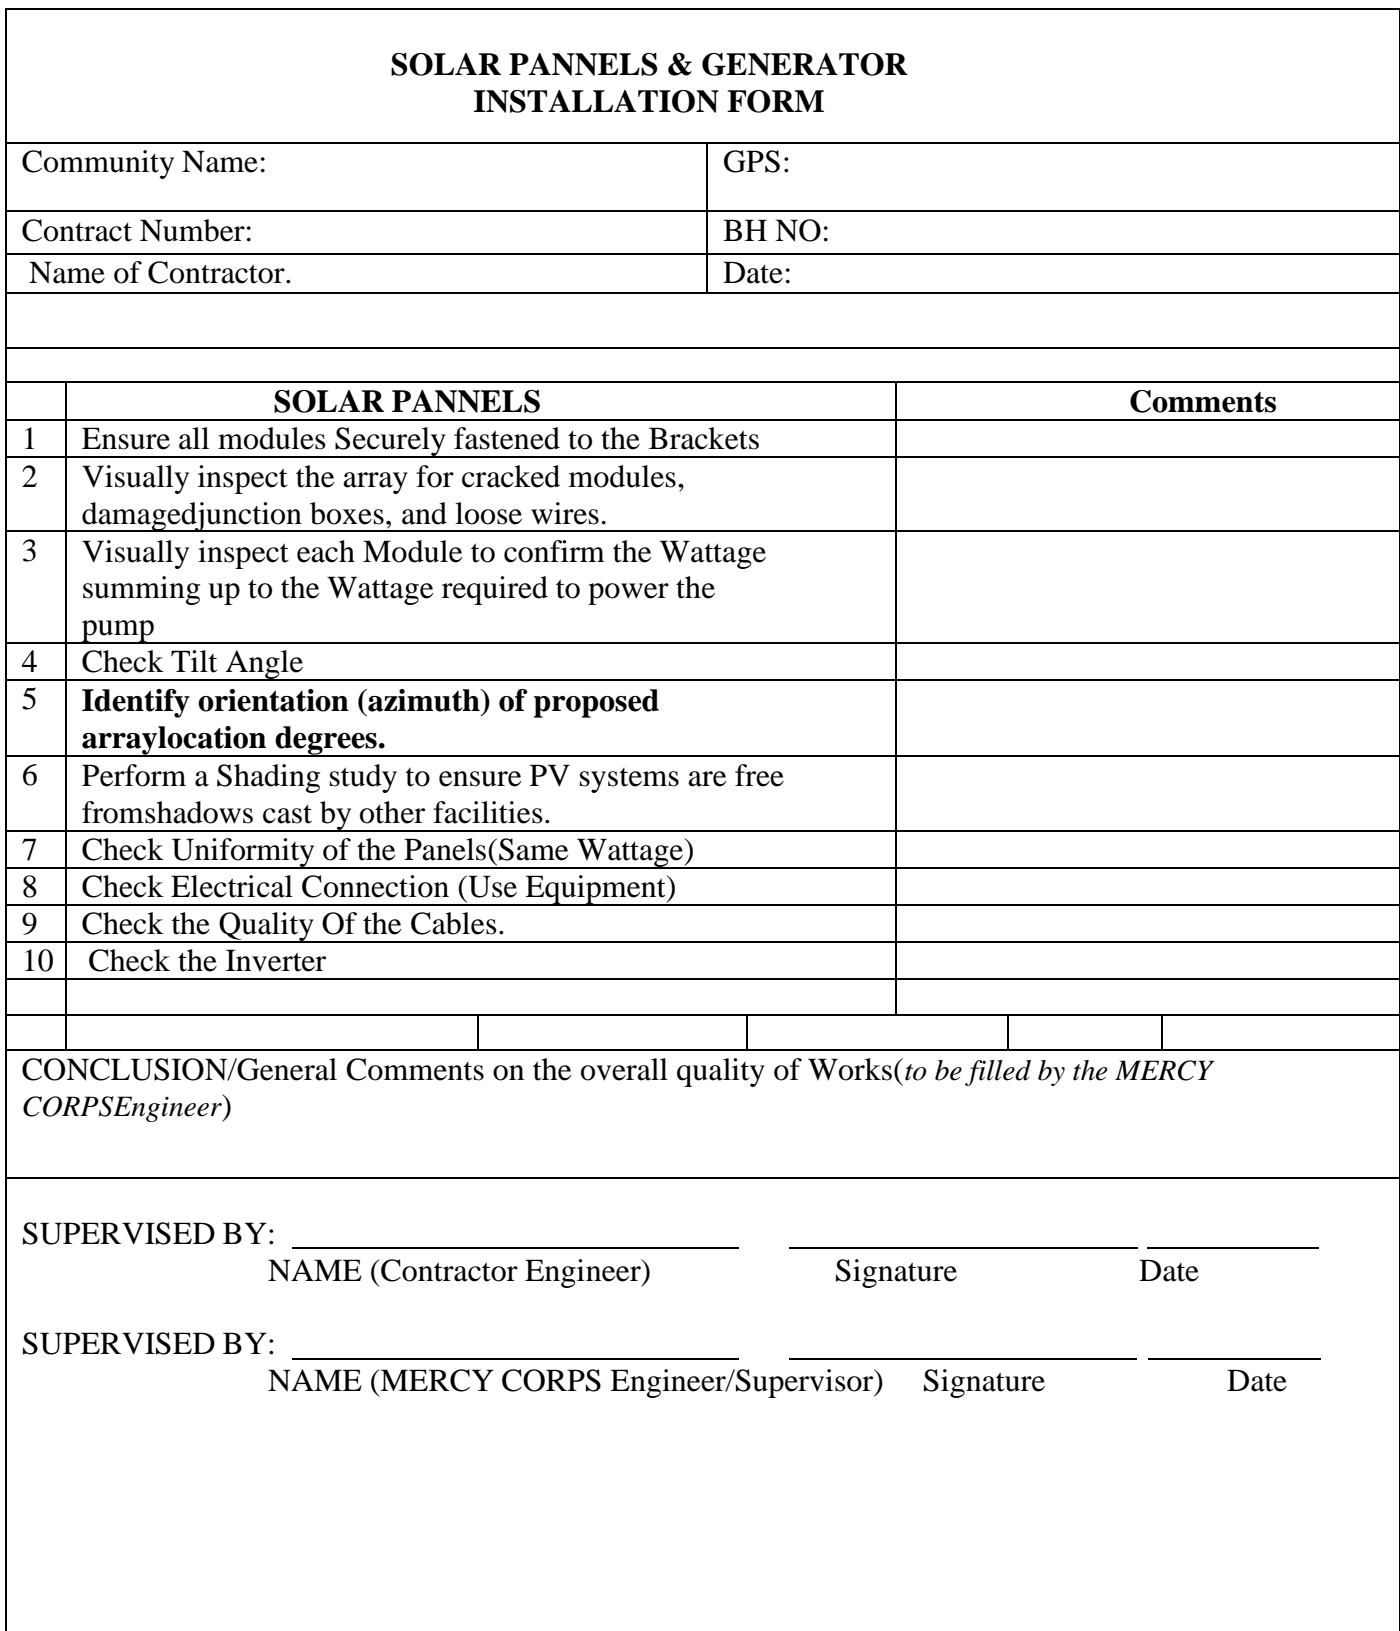 SOLAR PANNELS & GENERATOR
INSTALLATION FORM
Community Name:
GPS:
Contract Number:
BH NO:
Name of Contractor.
Date:
SOLAR PANNELS
Comments
1 Ensure all modules Securely fastened to the Brackets
2 Visually inspect the array for cracked modules,
damagedjunction boxes, and loose wires.
3 Visually inspect each Module to confirm the Wattage
summing up to the Wattage required to power the
pump
4 Check Tilt Angle
5 Identify orientation (azimuth) of proposed
arraylocation degrees.
6 Perform a Shading study to ensure PV systems are free
fromshadows cast by other facilities.
7 Check Uniformity of the Panels(Same Wattage)
8 Check Electrical Connection (Use Equipment)
9 Check the Quality Of the Cables.
10 Check the Inverter
CONCLUSION/General Comments on the overall quality of Works(to be filled by the MERCY
CORPSEngineer)
SUPERVISED BY:
NAME (Contractor Engineer) Signature Date
SUPERVISED BY:
NAME (MERCY CORPS Engineer/Supervisor) Signature Date